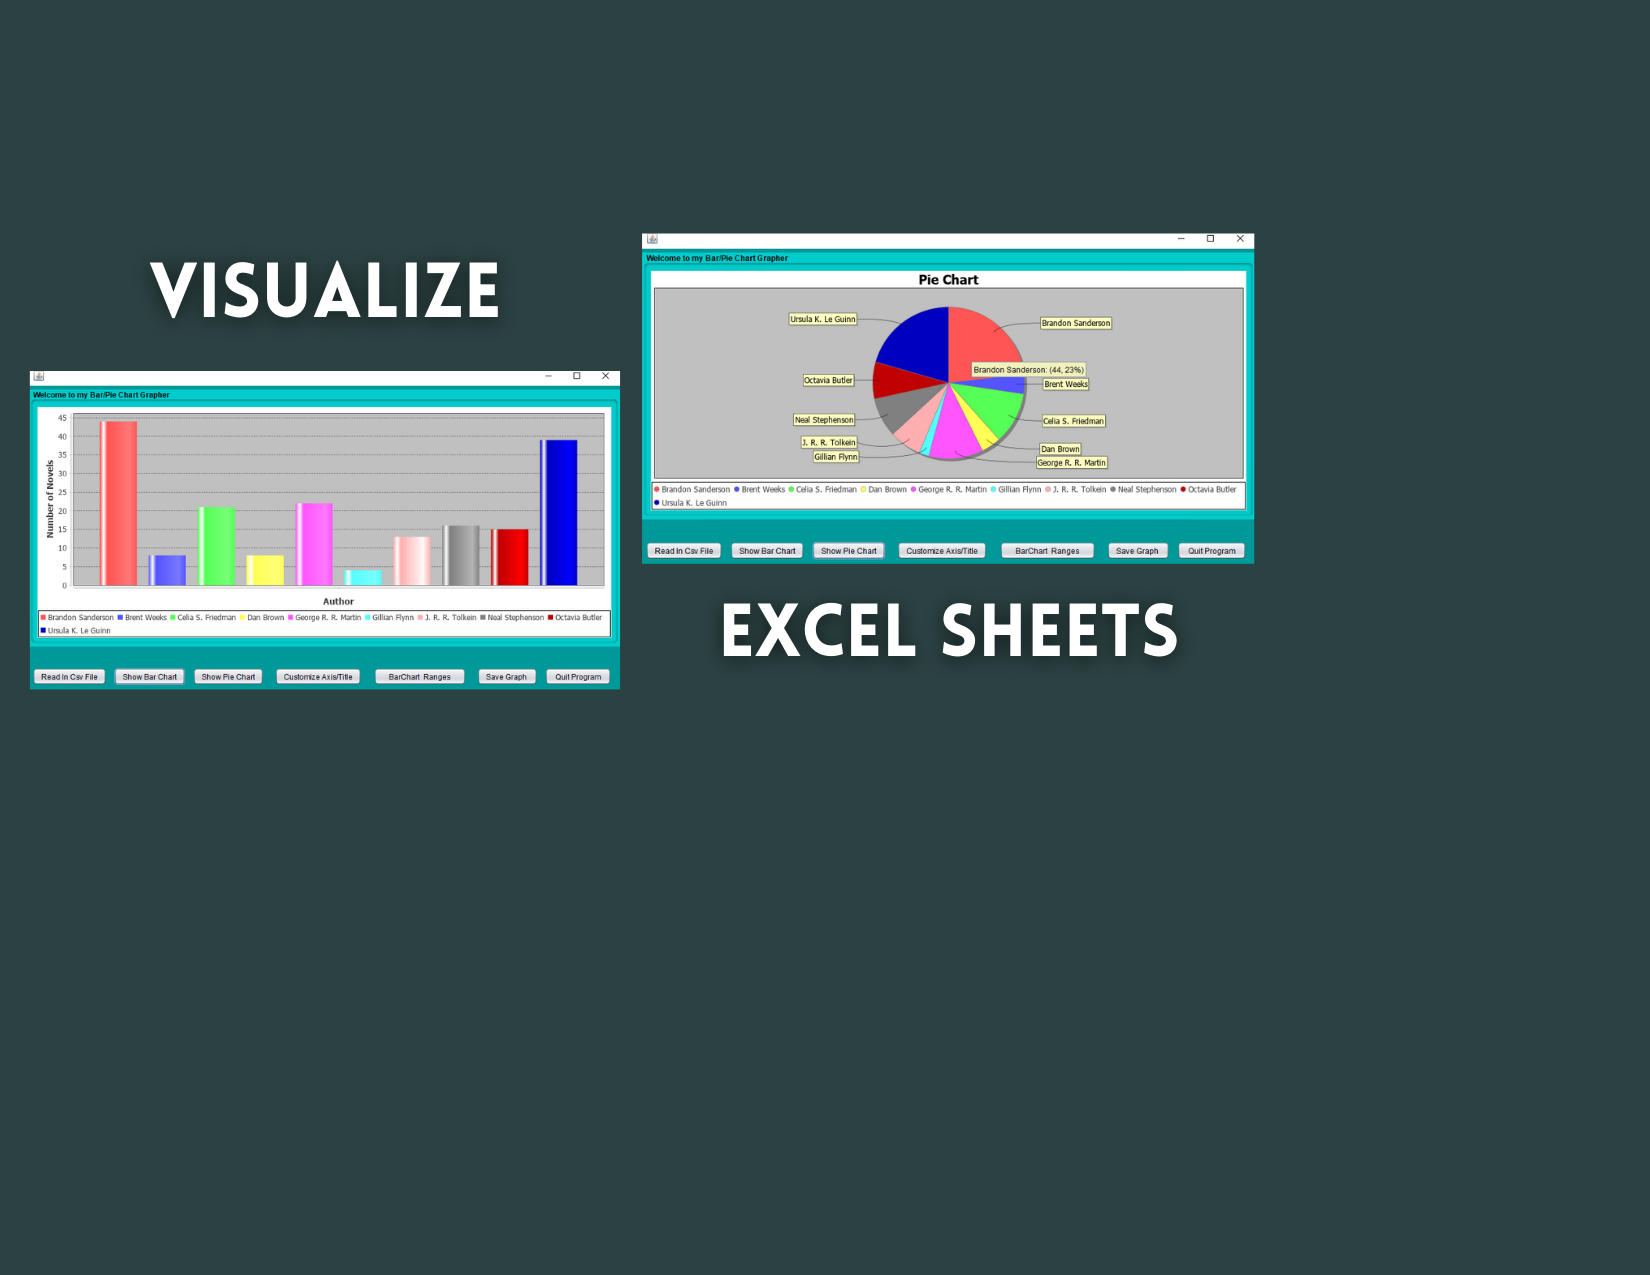 VISUALIZE
Welcome to my Bar/Pie Chart Grapher
45
40
35
30
25
20
15
10
5
0
Number of Novels
Author
Brandon Sanderson Brent Weeks Celia S. Friedman Dan Brown George R. R. Martin Gillian Flynn J. R. R. Tolkein Neal Stephenson Octavia Butler
Ursula K. Le Guinn
Read In Csv File Show Bar Chart Show Pie Chart Customize Axis/Title BarChart Ranges Save Graph Quit Program
Welcome to my Bar/Pie Chart Grapher
Pie Chart
Ursula K. Le Guinn
Brandon Sanderson
Brandon Sanderson: (44, 23%)
Octavia Butler
Brent Weeks
Neal Stephenson
Celia S. Friedman
J. R. R. Tolkein
Dan Brown
Gillian Flynn
George R. R. Martin
Brandon Sanderson Brent Weeks Celia S. Friedman Dan Brown George R. R. Martin Gillian Flynn J. R. R. Tolkein Neal Stephenson Octavia Butler
Ursula K. Le Guinn
Read In Csv File Show Bar Chart Show Pie Chart Customize Axis/Title BarChart Ranges Save Graph Quit Program
EXCEL SHEETS